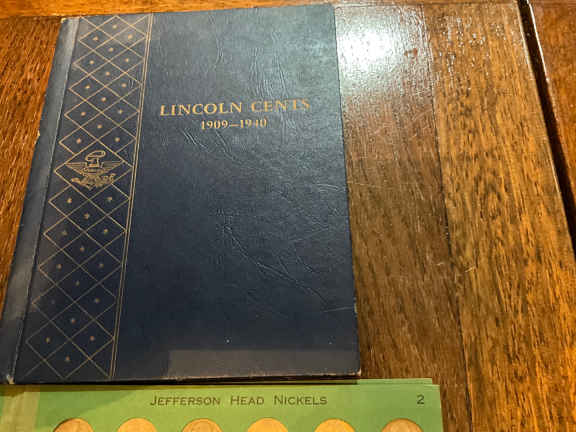 LINCOLN CENTS
1909–1940
JEFFERSON HEAD NICKELS 2